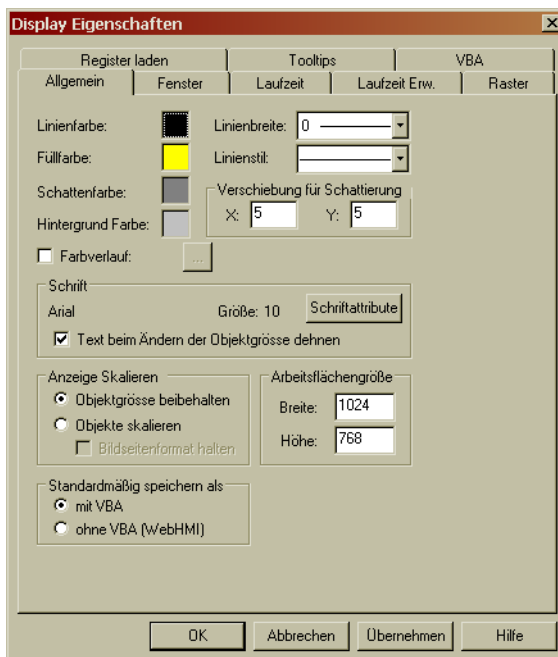 Display Eigenschaften
Register laden Tooltips VBA
Allgemein Fenster Laufzeit Laufzeit Erw. Raster
Linienfarbe: Linienbreite: 0
Füllfarbe: Linienstil:
Schattenfarbe: Verschiebung für Schattierung
X: 5 Y: 5
Hintergrund Farbe:
Farbverlauf: ...
Schrift
Arial Größe: 10 Schriftattribute
Text beim Ändern der Objektgrösse dehnen
Anzeige Skalieren Arbeitsflächengröße
Objektgrösse beibehalten Breite: 1024
Objekte skalieren
Bildseitenformat halten Höhe: 768
Standardmäßig speichern als
mit VBA
ohne VBA (WebHMI)
OK Abbrechen Übernehmen Hilfe